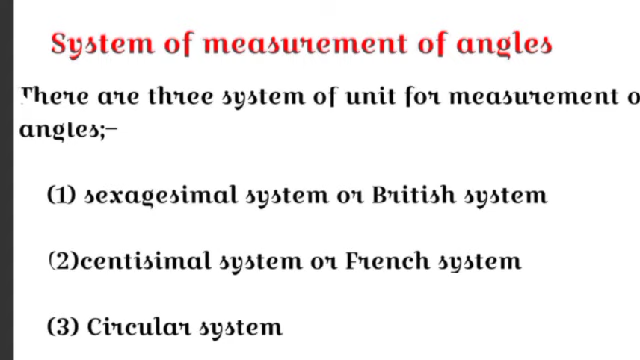 System of measurement of angles
There are three system of unit for measurement o
angles;-
(1) sexagesimal system or British system
(2)centisimal system or French system
(3) Circular system